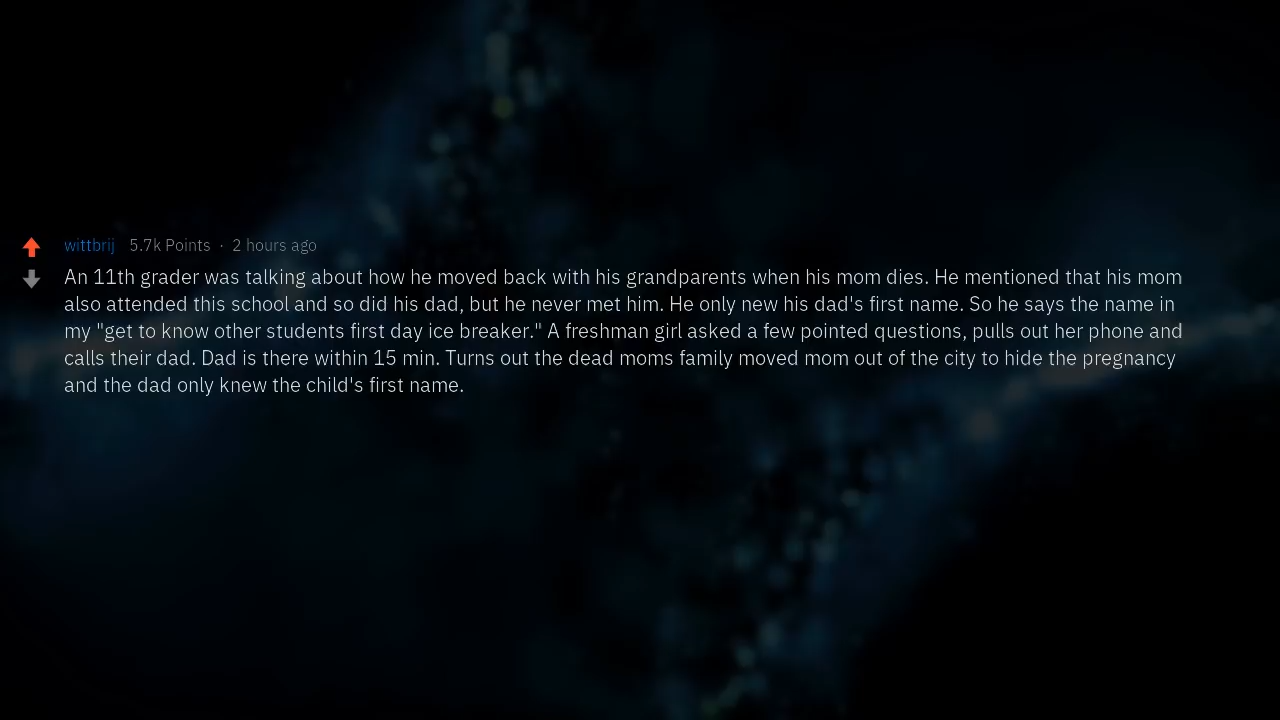 wittbrij 5.7k Points · 2 hours ago
An 11th grader was talking about how he moved back with his grandparents when his mom dies. He mentioned that his mom
also attended this school and so did his dad, but he never met him. He only new his dad's first name. So he says the name in
my "get to know other students first day ice breaker." A freshman girl asked a few pointed questions, pulls out her phone and
calls their dad. Dad is there within 15 min. Turns out the dead moms family moved mom out of the city to hide the pregnancy
and the dad only knew the child's first name.